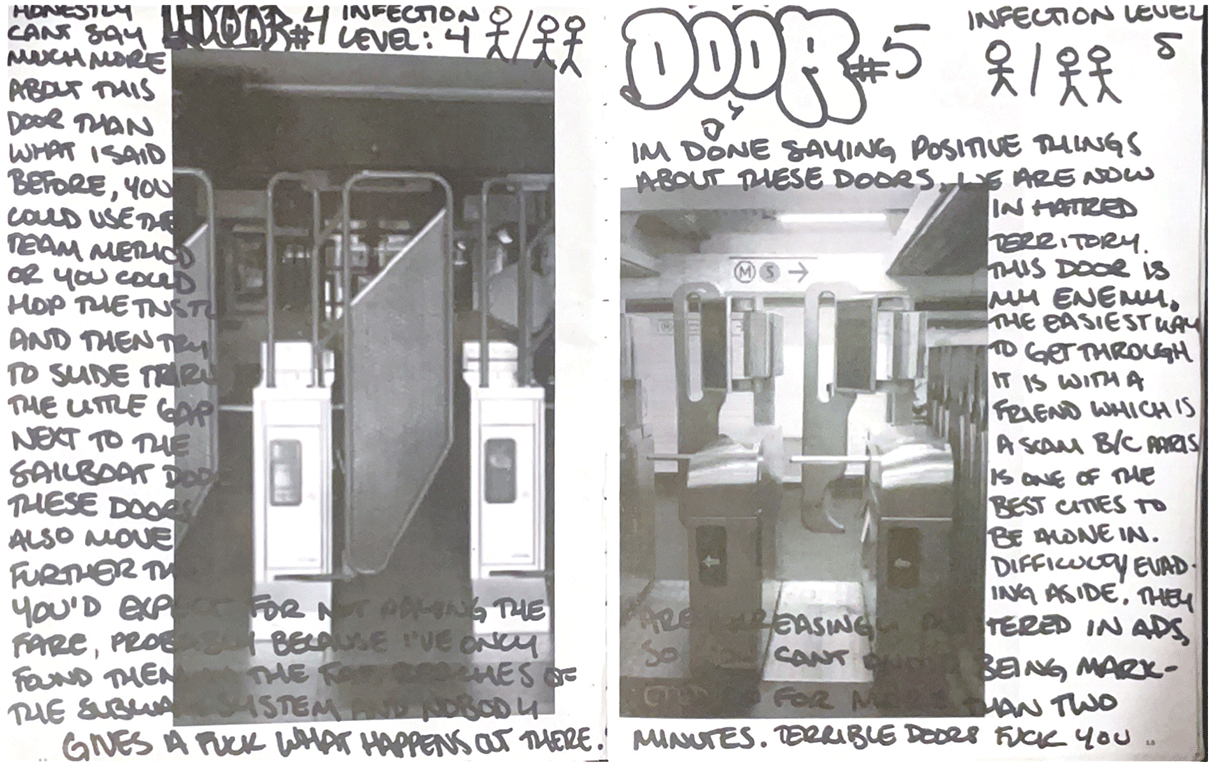 DOOR #4
INFECTION
LEVEL: 4
HONESTLY
CANT SAY
MUCH MORE
ABOUT THIS
DOOR THAN
WHAT I SAID
BEFORE, YOU
COULD USE THE
TEAM METHOD
OR YOU COULD
HOP THE
AND THEN TRY
TO SLIDE THRU
THE LITTLE GAP
NEXT TO THE
SAILBOAT DOOR
THESE DOORS
ALSO MOVE
FURTHER
YOU'D EXPECT FOR NOT PAYING THE
FARE, PROBABLY BECAUSE I'VE ONLY
FOUND THEM IN THE FAR REACHES OF
THE SUBWAY SYSTEM AND NOBODY
GIVES A FUCK WHAT HAPPENS OUT THERE.
DOOR #5
INFECTION LEVEL
5
IM DONE SAYING POSITIVE THINGS
ABOUT THESE DOORS. WE ARE NOW
IN HATRED
TERRITORY.
THIS DOOR IS
MY ENEMY.
THE EASIEST WAY
TO GET THROUGH
IT IS WITH A
FRIEND WHICH IS
A SCAM B/C PARIS
IS ONE OF THE
BEST CITIES TO
BE ALONE IN.
DIFFICULTY EVAD-
ING ASIDE. THEY
ARE INCREASINGLY PLASTERED IN ADS,
SO YOU CANT AVOID BEING MARK-
FOR MORE THAN TWO
MINUTES. TERRIBLE DOORS FUCK YOU
M S →